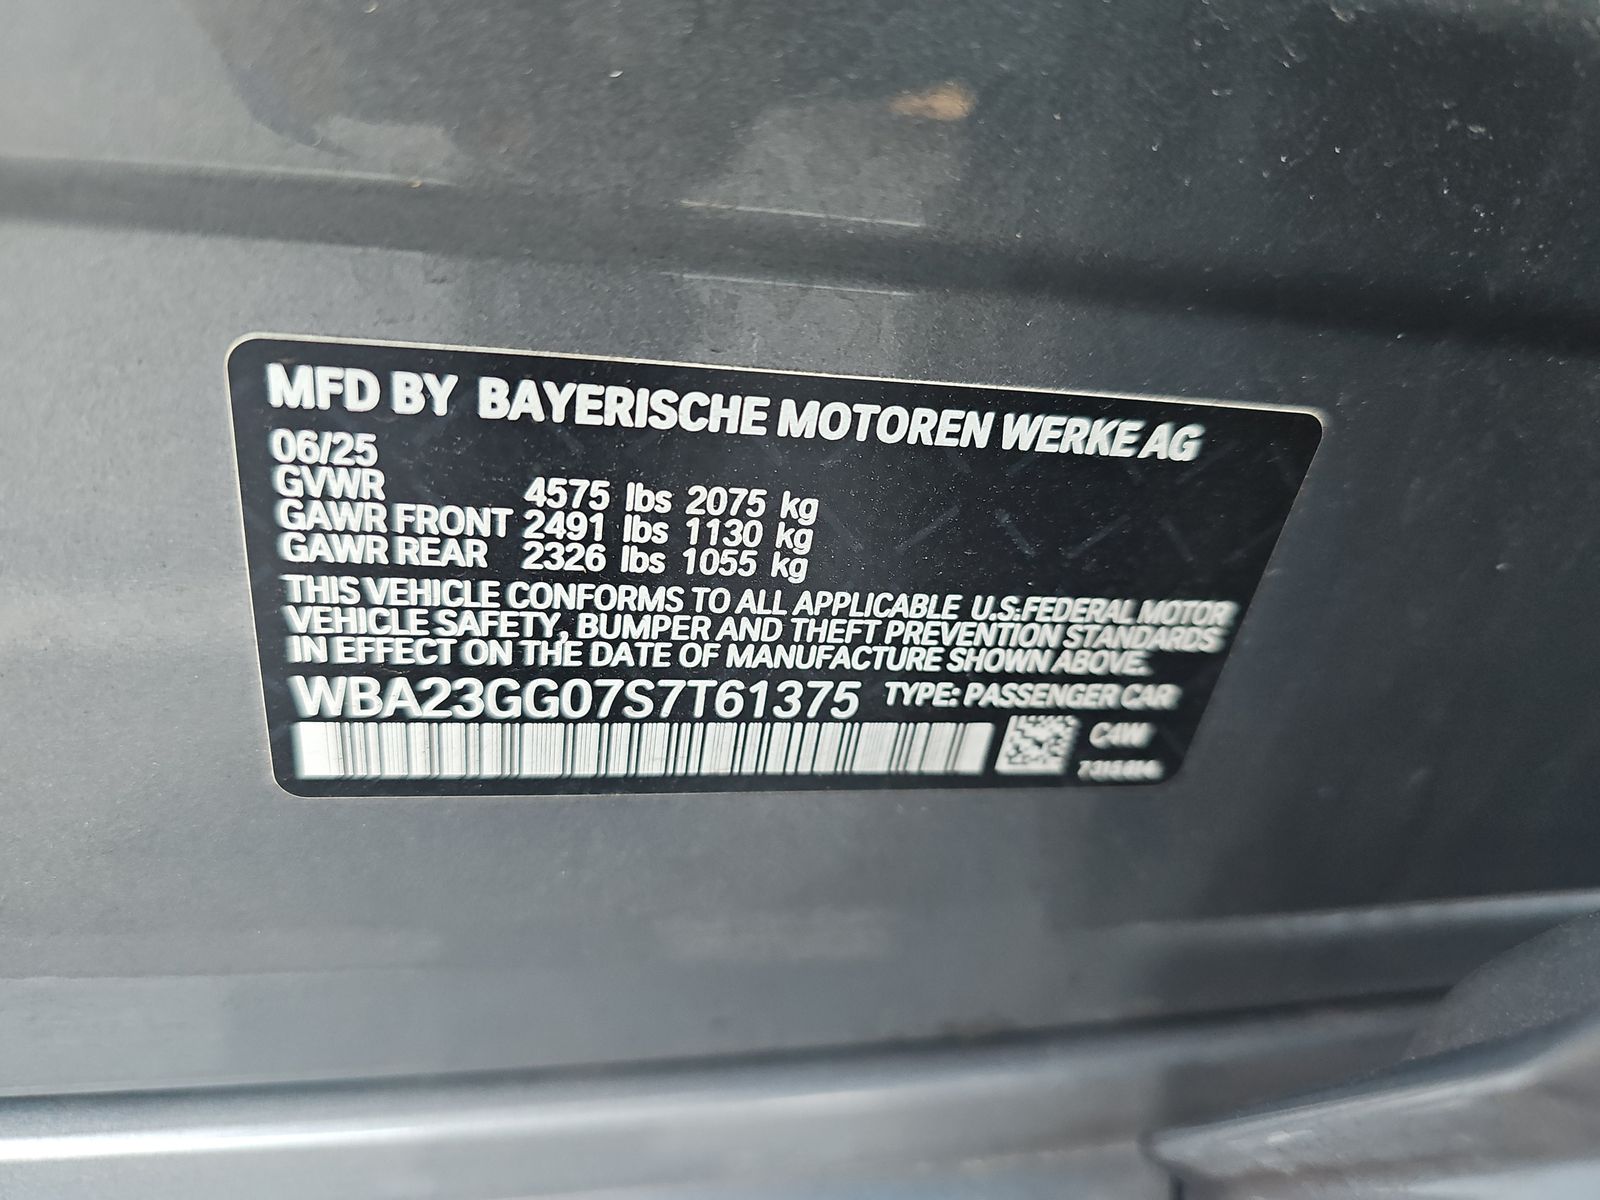 MFD BY BAYERISCHE MOTOREN WERKE AG
06/25
GVWR 4575 lbs 2075 kg
GAWR FRONT 2491 lbs 1130 kg
GAWR REAR 2326 lbs 1055 kg
THIS VEHICLE CONFORMS TO ALL APPLICABLE U.S.FEDERAL MOTOR
VEHICLE SAFETY, BUMPER AND THEFT PREVENTION STANDARDS
IN EFFECT ON THE DATE OF MANUFACTURE SHOWN ABOVE.
WBA23GG07S7T61375 TYPE: PASSENGER CAR
C4W